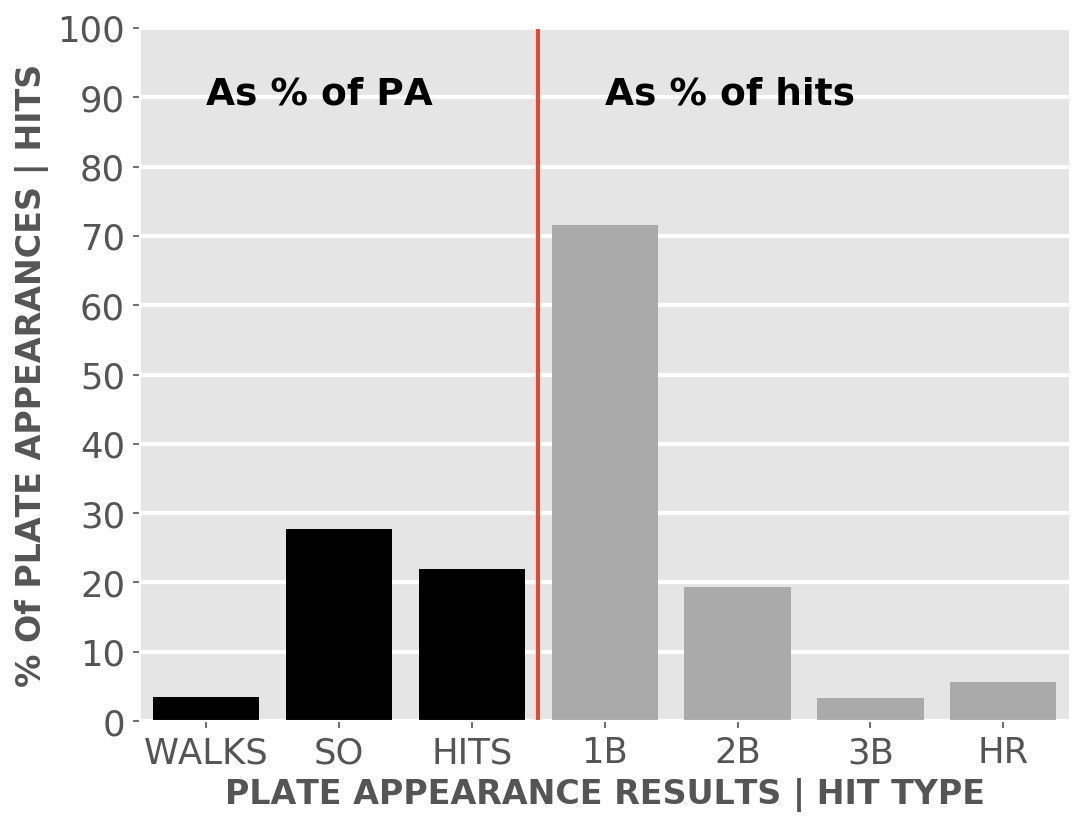 % Of PLATE APPEARANCES | HITS
100
90
80
70
60
50
40
30
20
10
0
As % of PA
As % of hits
WALKS SO HITS 1B 2B 3B HR
PLATE APPEARANCE RESULTS | HIT TYPE